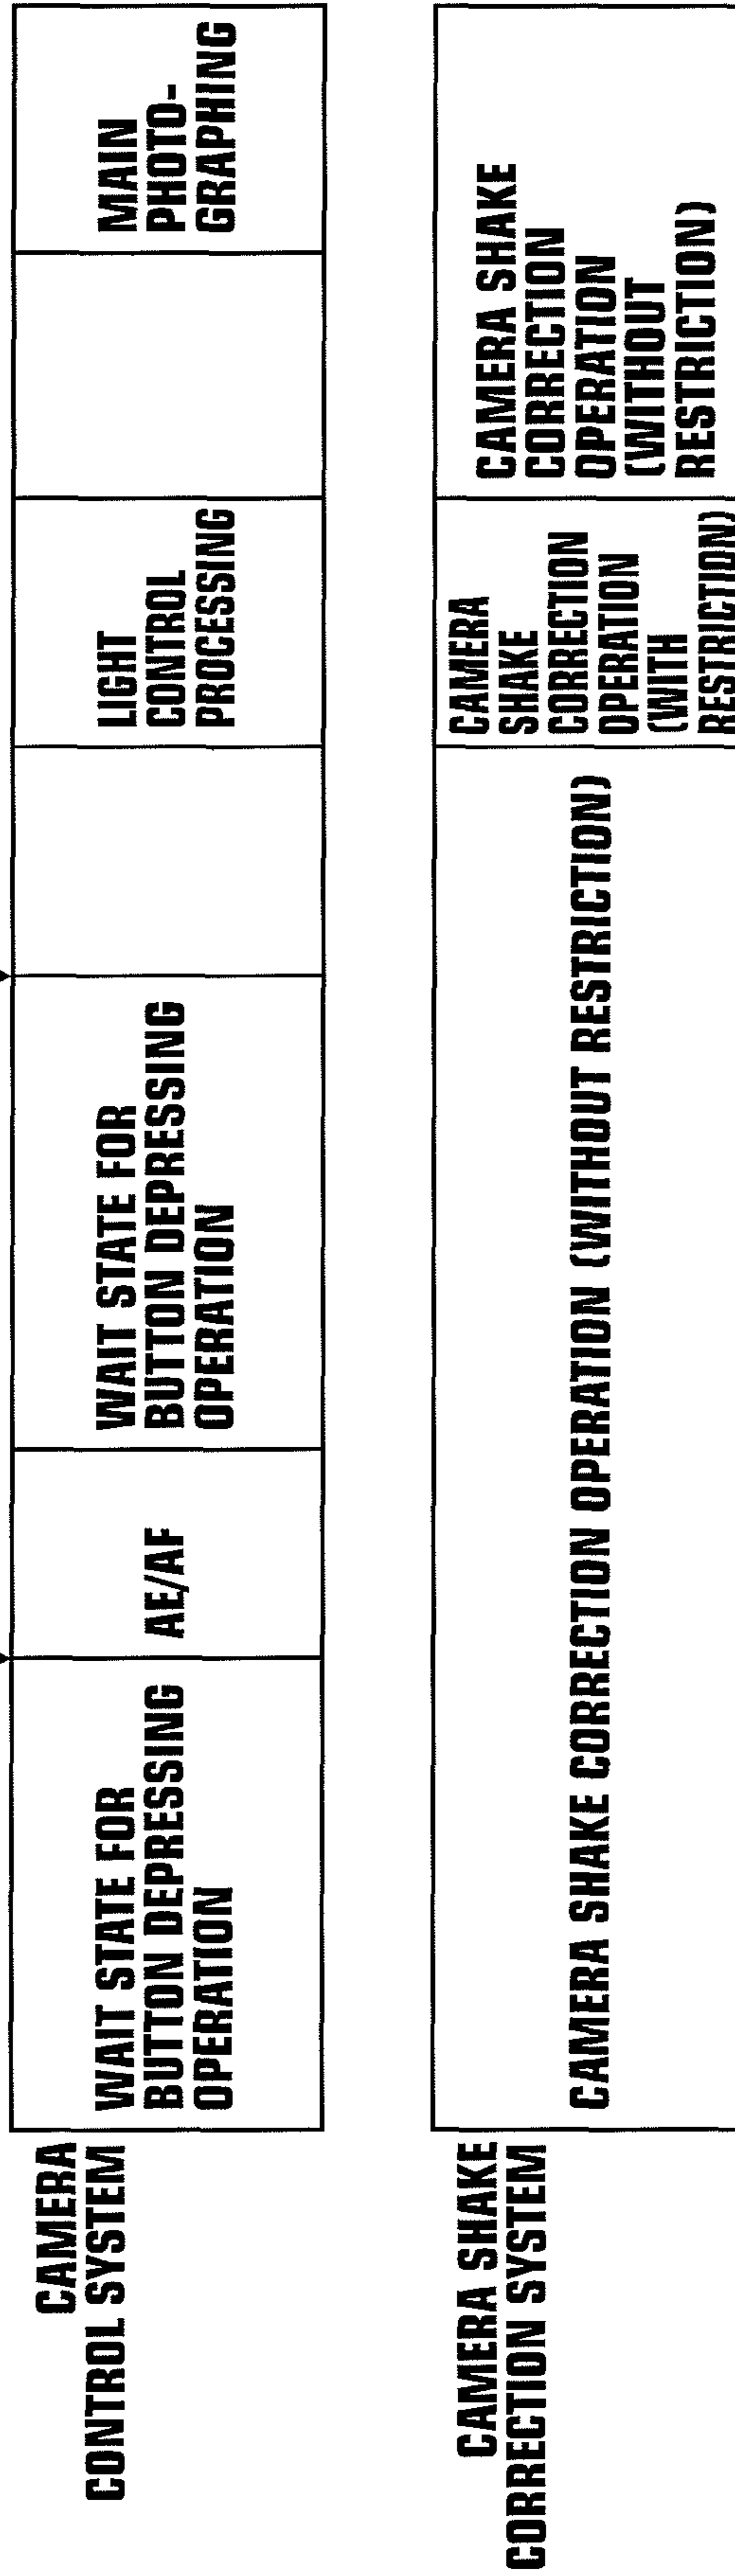 CAMERA
CONTROL SYSTEM
WAIT STATE FOR
BUTTON DEPRESSING
OPERATION
AE/AF
WAIT STATE FOR
BUTTON DEPRESSING
OPERATION
LIGHT
CONTROL
PROCESSING
MAIN
PHOTO-
GRAPHING
CAMERA SHAKE
CORRECTION SYSTEM
CAMERA SHAKE CORRECTION OPERATION (WITHOUT RESTRICTION)
CAMERA
SHAKE
CORRECTION
OPERATION
(WITH
RESTRICTION)
CAMERA SHAKE
CORRECTION
OPERATION
(WITHOUT
RESTRICTION)